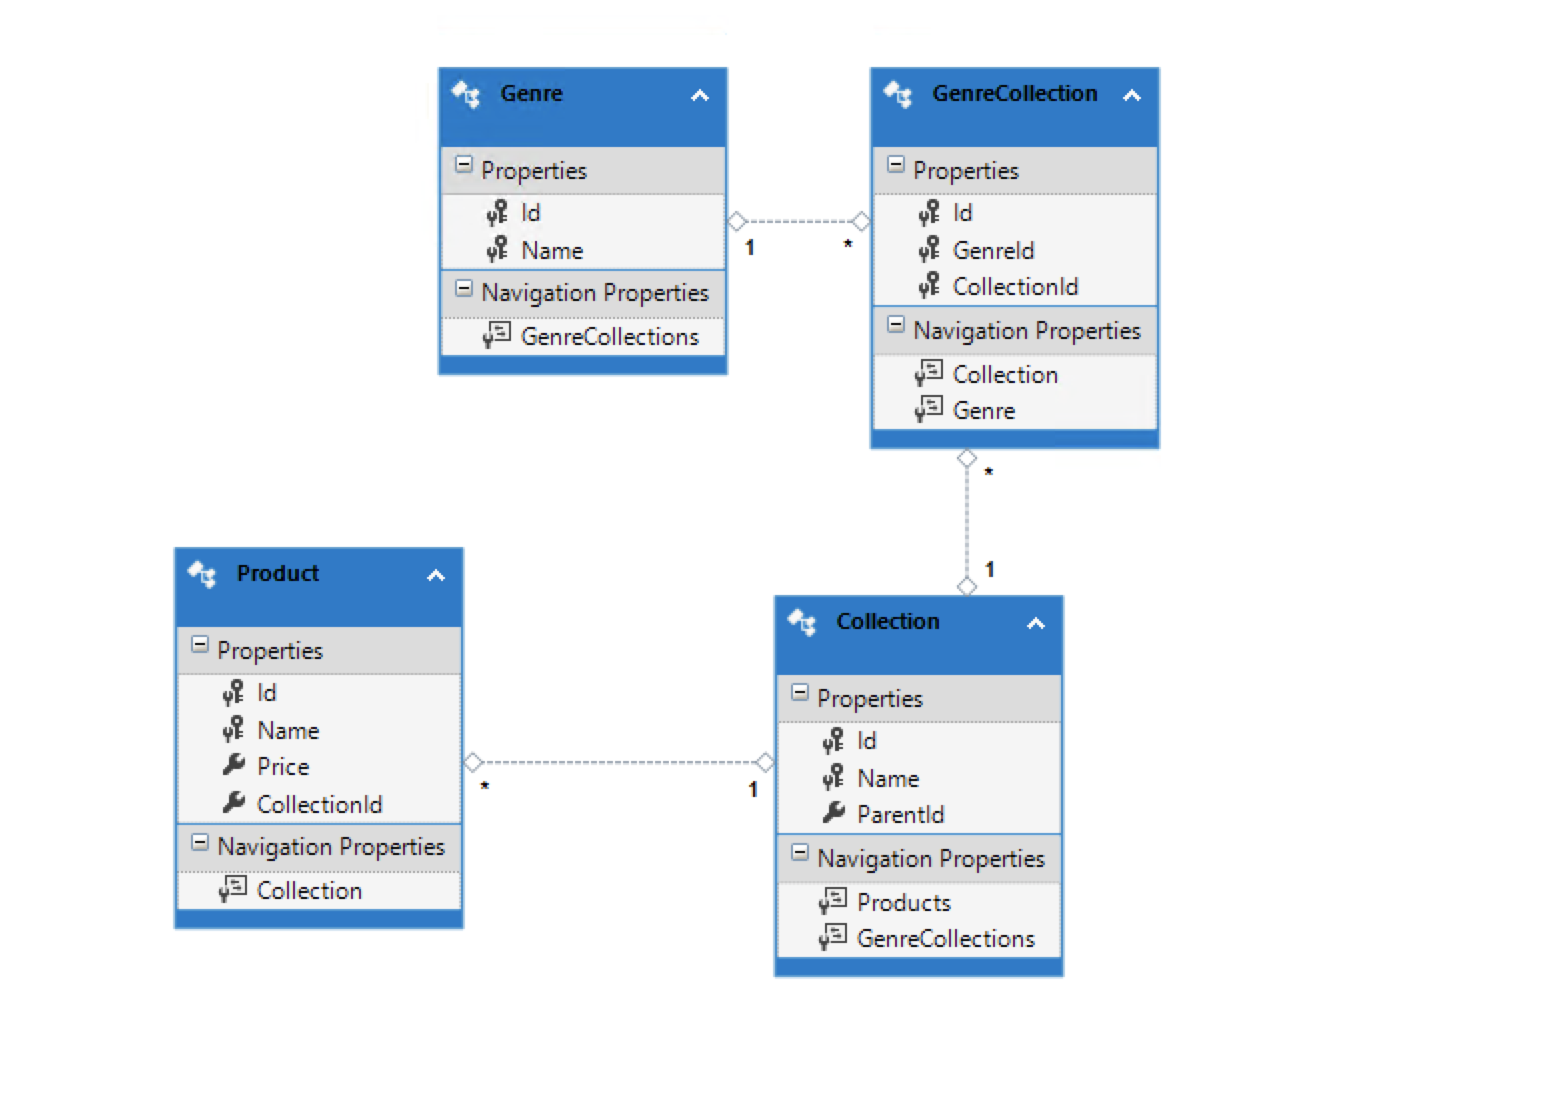 Genre
Properties
Id
Name
Navigation Properties
GenreCollections
1
*
GenreCollection
Properties
Id
GenreId
CollectionId
Navigation Properties
Collection
Genre
*
1
Product
Properties
Id
Name
Price
CollectionId
Navigation Properties
Collection
*
1
Collection
Properties
Id
Name
ParentId
Navigation Properties
Products
GenreCollections